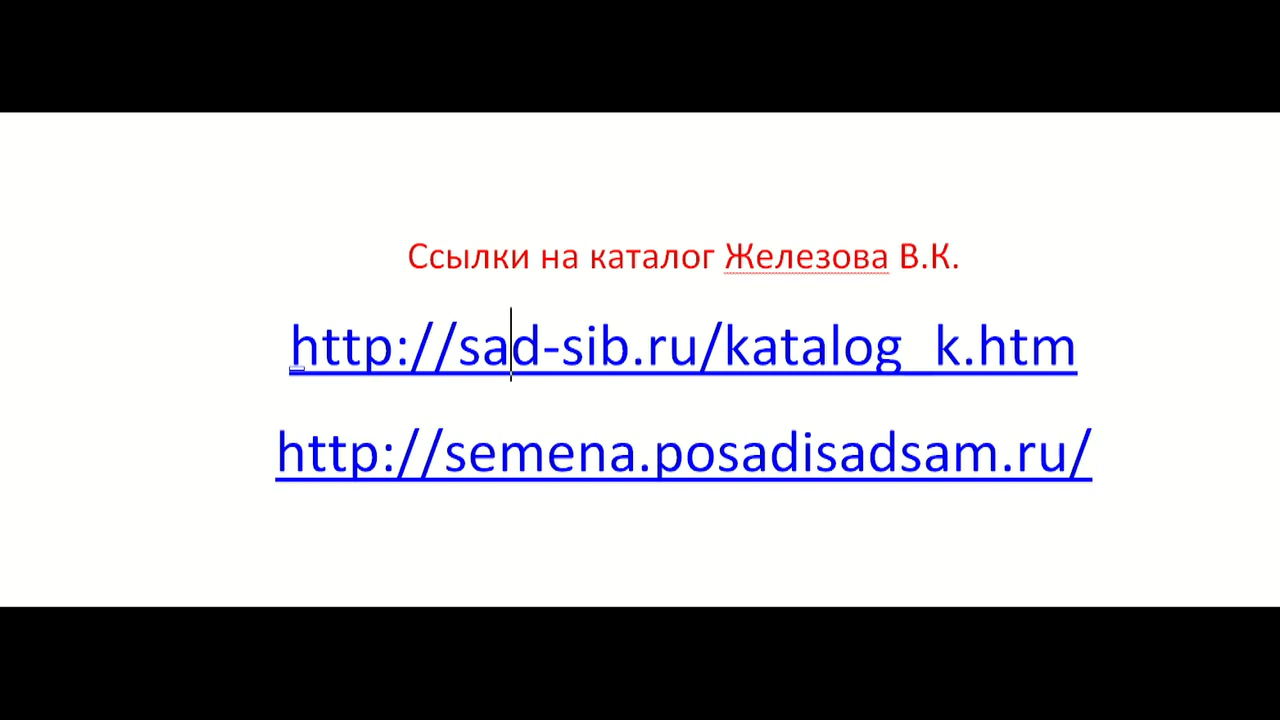 Ссылки на каталог Железова В.К.
http://sad-sib.ru/katalog_k.htm
http://semena.posadisadsam.ru/